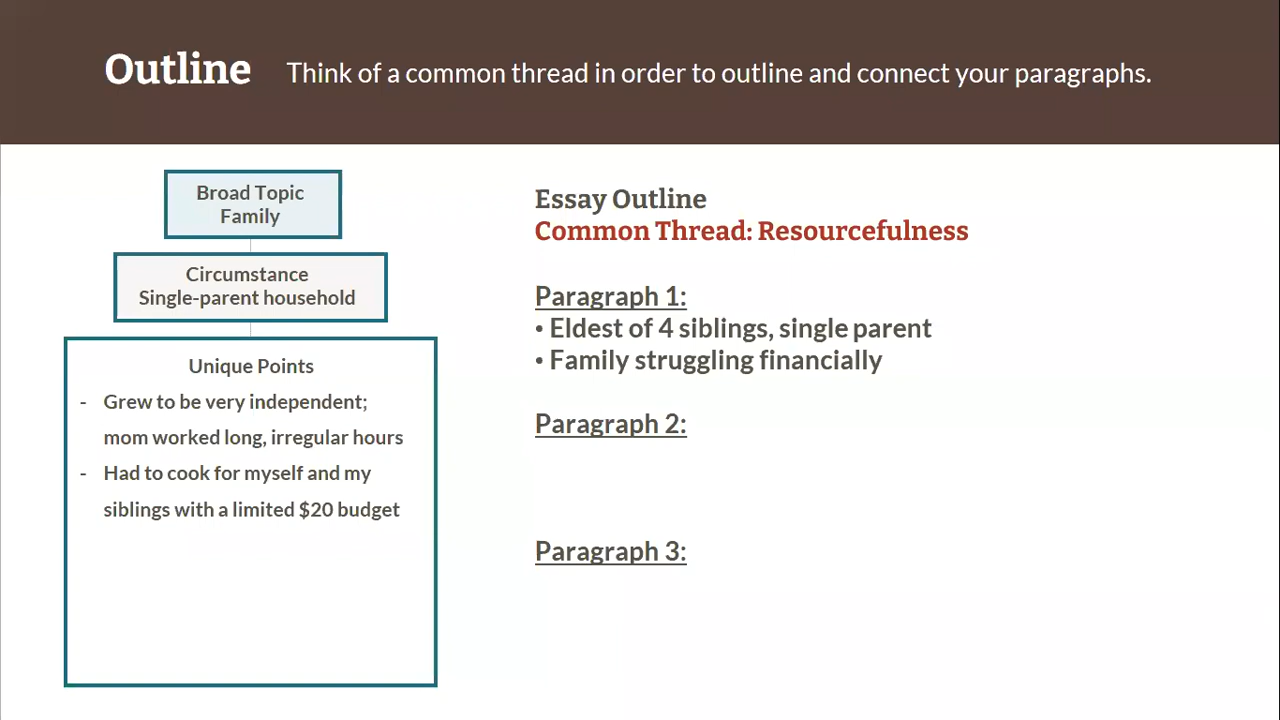 Outline Think of a common thread in order to outline and connect your paragraphs.
Broad Topic
Family
Circumstance
Single-parent household
Unique Points
- Grew to be very independent;
mom worked long, irregular hours
- Had to cook for myself and my
siblings with a limited $20 budget
Essay Outline
Common Thread: Resourcefulness
Paragraph 1:
• Eldest of 4 siblings, single parent
• Family struggling financially
Paragraph 2:
Paragraph 3: